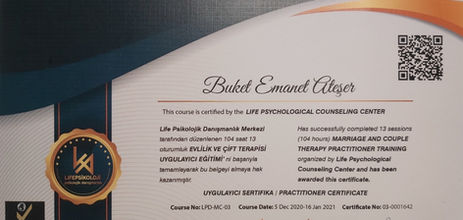 Buket Emanet Ateşer
This course is certified by the LIFE PSYCHOLOGICAL COUNSELING CENTER
Life Psikolojik Danışmanlık Merkezi
tarafından düzenlenen 104 saat 13
oturumluk EVLİLİK VE ÇİFT TERAPİSİ
UYGULAYICI EĞİTİMİ' ni başarıyla
tamamlayarak bu belgeyi almaya hak
kazanmıştır.
Has successfully completed 13 sessions
(104 hours) MARRIAGE AND COUPLE
THERAPY PRACTITIONER TRAINING
organized by Life Psychological
Counseling Center and has been
awarded this certificate.
LIFEPSİKOLOJİ
psikolojik danışmanlık
UYGULAYICI SERTIFIKA / PRACTITIONER CERTIFICATE
Course No: LPD-MC-03 Course Date: 5 Dec 2020-16 Jan 2021 Certificate No: 03-0001642